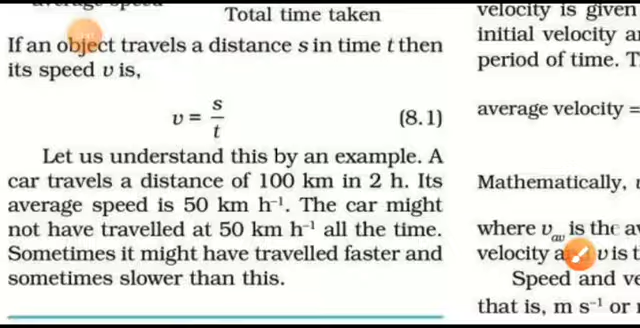 Total time taken
If an object travels a distance s in time t then
its speed v is,
v = s/t (8.1)
Let us understand this by an example. A
car travels a distance of 100 km in 2 h. Its
average speed is 50 km h⁻¹. The car might
not have travelled at 50 km h⁻¹ all the time.
Sometimes it might have travelled faster and
sometimes slower than this.
velocity is given
initial velocity
period of time.
average velocity =
Mathematically,
where v_av is the
velocity v is
Speed and
that is, m s⁻¹ or